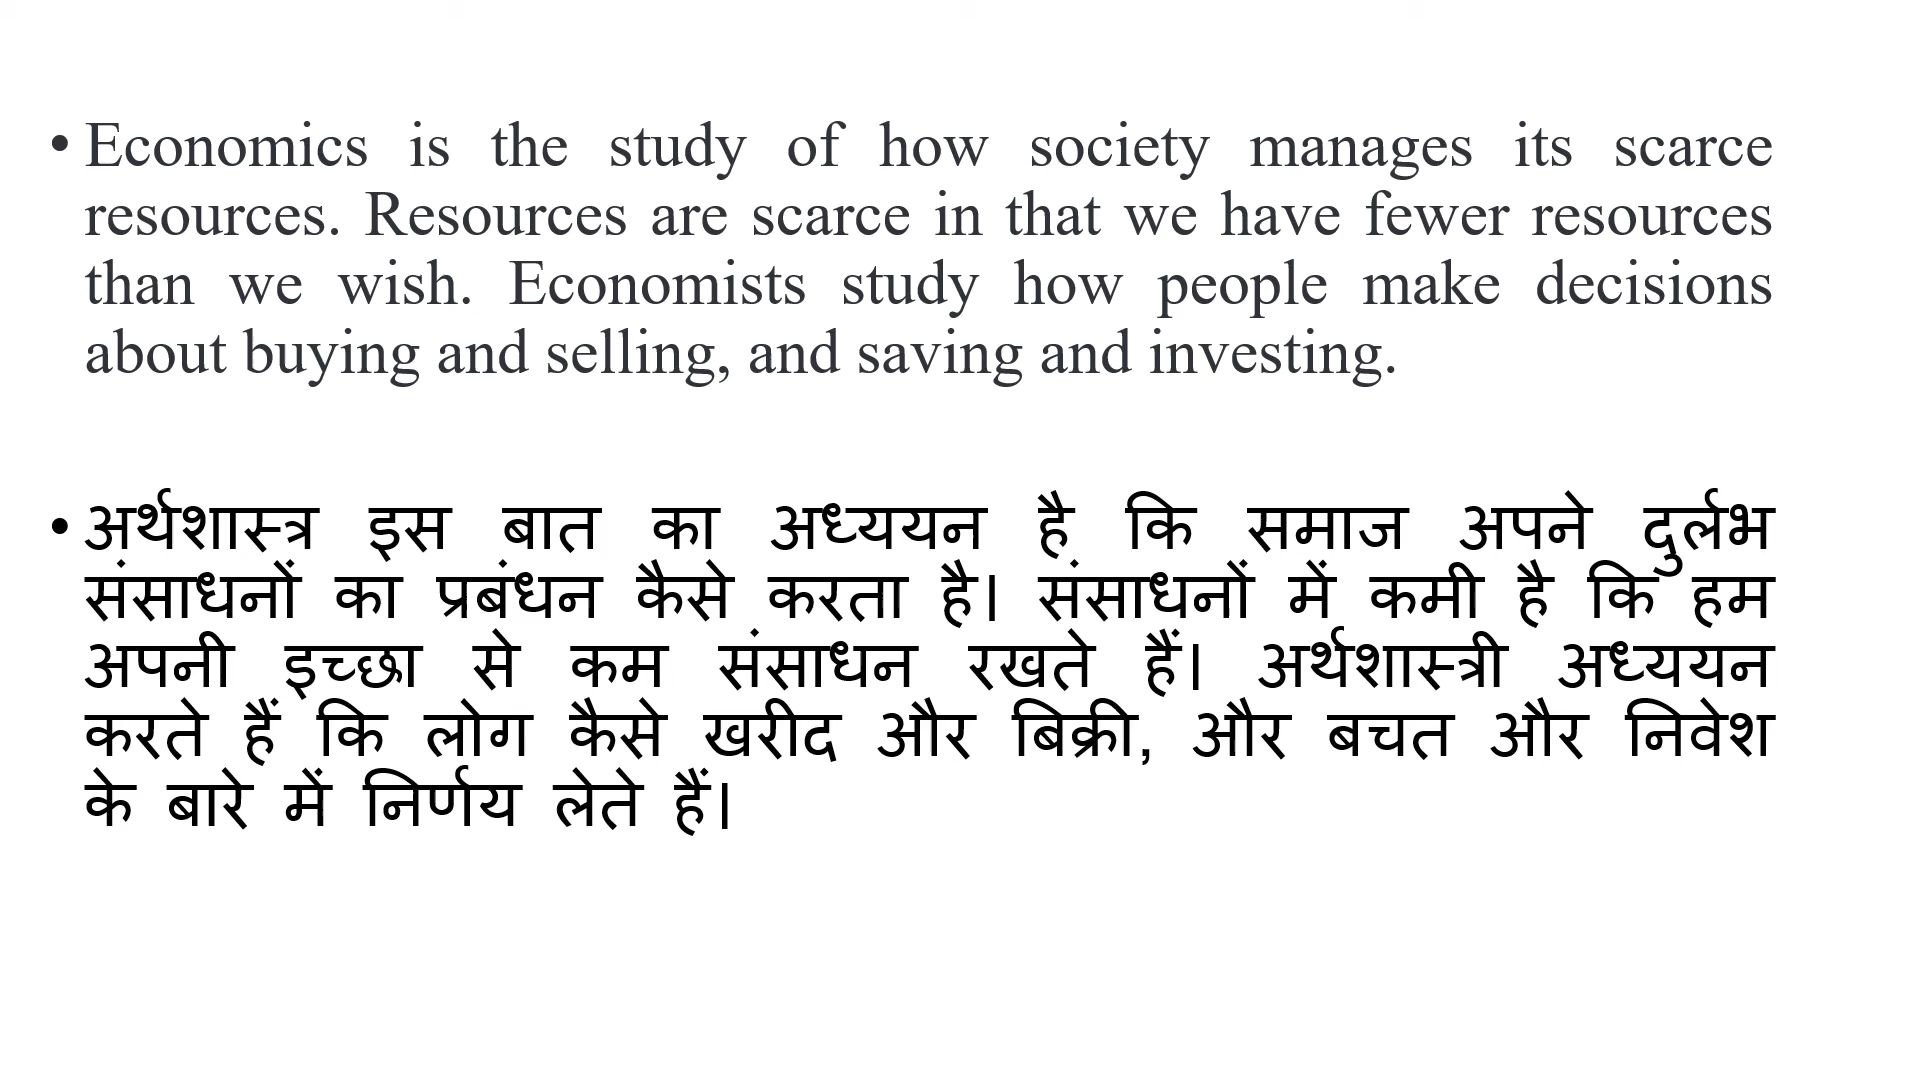 • Economics is the study of how society manages its scarce
resources. Resources are scarce in that we have fewer resources
than we wish. Economists study how people make decisions
about buying and selling, and saving and investing.
• अर्थशास्त्र इस बात का अध्ययन है कि समाज अपने दुर्लभ
संसाधनों का प्रबंधन कैसे करता है। संसाधनों में कमी है कि हम
अपनी इच्छा से कम संसाधन रखते हैं। अर्थशास्त्री अध्ययन
करते हैं कि लोग कैसे खरीद और बिक्री, और बचत और निवेश
के बारे में निर्णय लेते हैं।